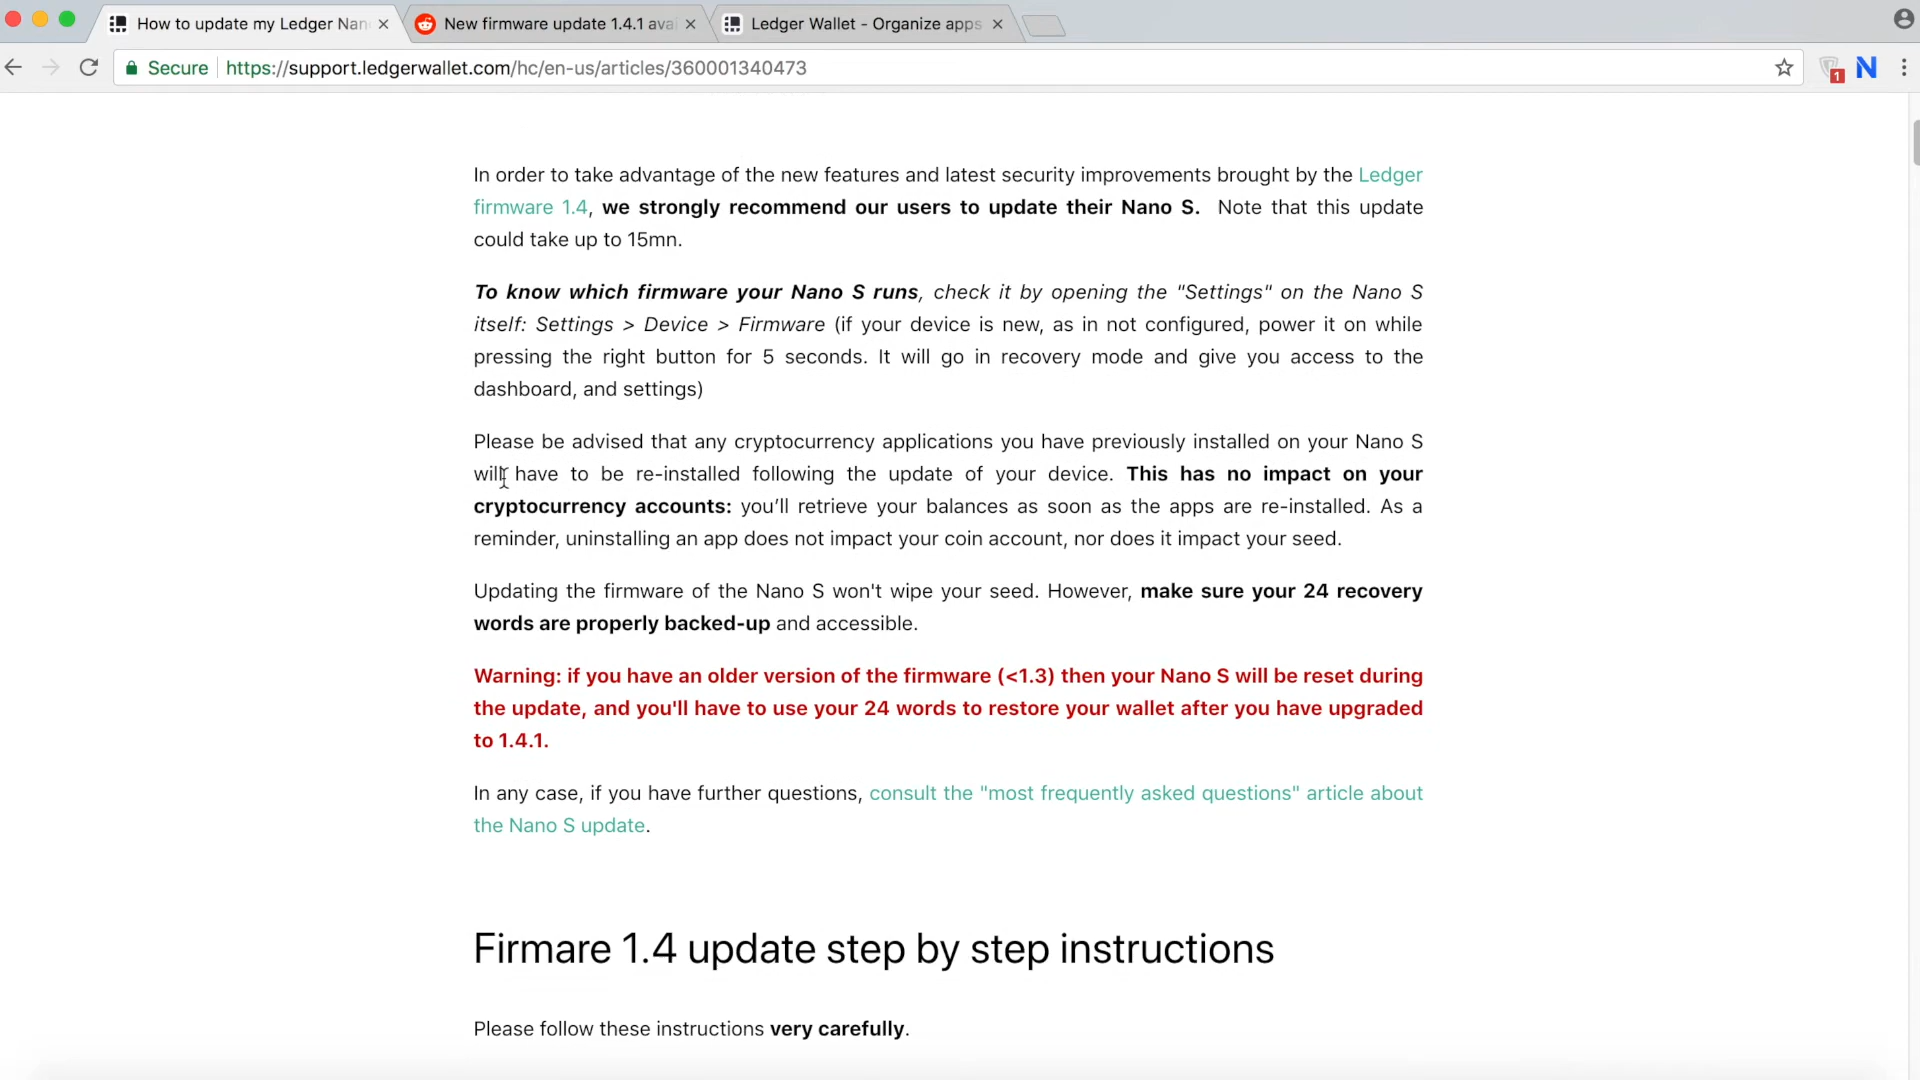 How to update my Ledger Nan
New firmware update 1.4.1 ava
Ledger Wallet - Organize apps
Secure
https://support.ledgerwallet.com/hc/en-us/articles/360001340473
1
N
In order to take advantage of the new features and latest security improvements brought by the Ledger
firmware 1.4, we strongly recommend our users to update their Nano S. Note that this update
could take up to 15mn.
To know which firmware your Nano S runs, check it by opening the "Settings" on the Nano S
itself: Settings > Device > Firmware (if your device is new, as in not configured, power it on while
pressing the right button for 5 seconds. It will go in recovery mode and give you access to the
dashboard, and settings)
Please be advised that any cryptocurrency applications you have previously installed on your Nano S
will have to be re-installed following the update of your device. This has no impact on your
cryptocurrency accounts: you’ll retrieve your balances as soon as the apps are re-installed. As a
reminder, uninstalling an app does not impact your coin account, nor does it impact your seed.
Updating the firmware of the Nano S won't wipe your seed. However, make sure your 24 recovery
words are properly backed-up and accessible.
Warning: if you have an older version of the firmware (<1.3) then your Nano S will be reset during
the update, and you'll have to use your 24 words to restore your wallet after you have upgraded
to 1.4.1.
In any case, if you have further questions, consult the "most frequently asked questions" article about
the Nano S update.
Firmare 1.4 update step by step instructions
Please follow these instructions very carefully.